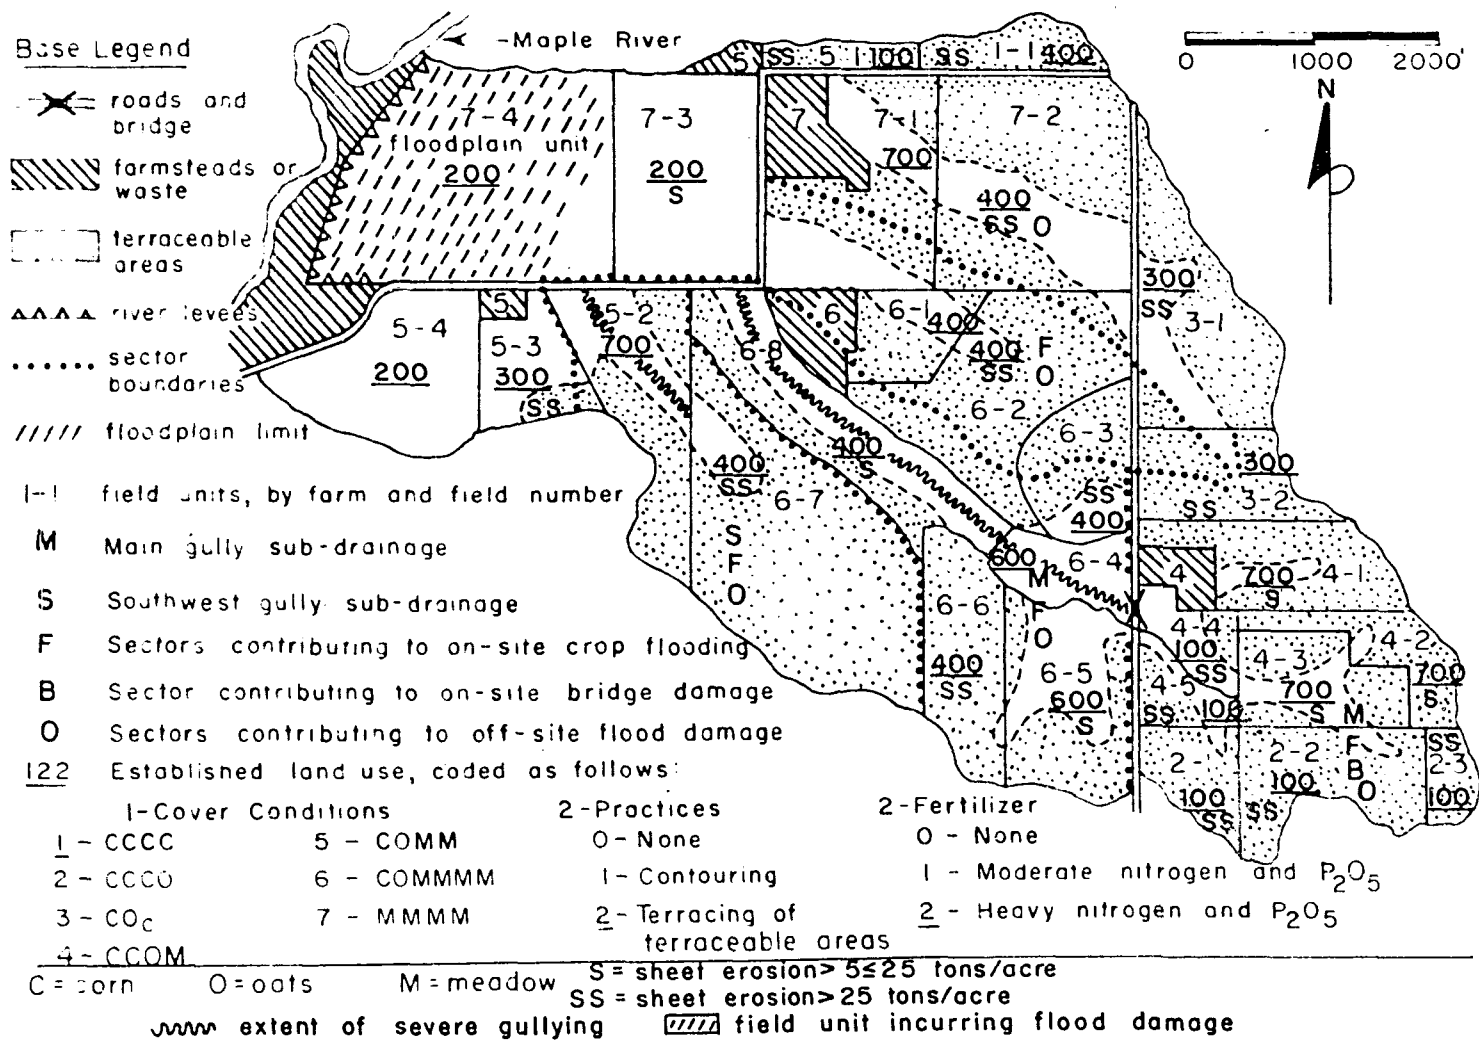 Base Legend
-Maple River
0 1000 2000'
N
roads and bridge
farmsteads or waste
terraceable areas
river levees
sector boundaries
floodplain limit
1-1 field units, by farm and field number
M Main gully sub-drainage
S Southwest gully sub-drainage
F Sectors contributing to on-site crop flooding
B Sector contributing to on-site bridge damage
O Sectors contributing to off-site flood damage
122 Established land use, coded as follows:
1-Cover Conditions 2-Practices 2-Fertilizer
1 - CCCC 5 - COMM 0 - None 0 - None
2 - CCCO 6 - COMMMM 1 - Contouring 1 - Moderate nitrogen and P2O5
3 - COc 7 - MMMM 2 - Terracing of terraceable areas 2 - Heavy nitrogen and P2O5
4 - CCOM
C = corn O = oats M = meadow S = sheet erosion > 5≤25 tons/acre
SS = sheet erosion > 25 tons/acre
extent of severe gullying field unit incurring flood damage
5 SS 5 1 100 SS 1-1 400
7-4
floodplain unit
200
7-3
200
S
7
7-1
700
7-2
400
SS O
300
SS
3-1
5-4
200
5
5-3
300
SS
5-2
700
6-8
400
S
6
6-1
400
400
SS
F
O
6-2
6-3
SS
400
300
SS 3-2
400
SS
6-7
S
F
O
600
M
F
O
6-4
4
700
S
4-1
6-6
400
SS
6-5
600
S
4-4
100
SS
4-3
700
S
4-2
700
S
4-5
SS
100
M
F
B
O
2-
100
SS
2-2
100
SS
SS
2-3
100